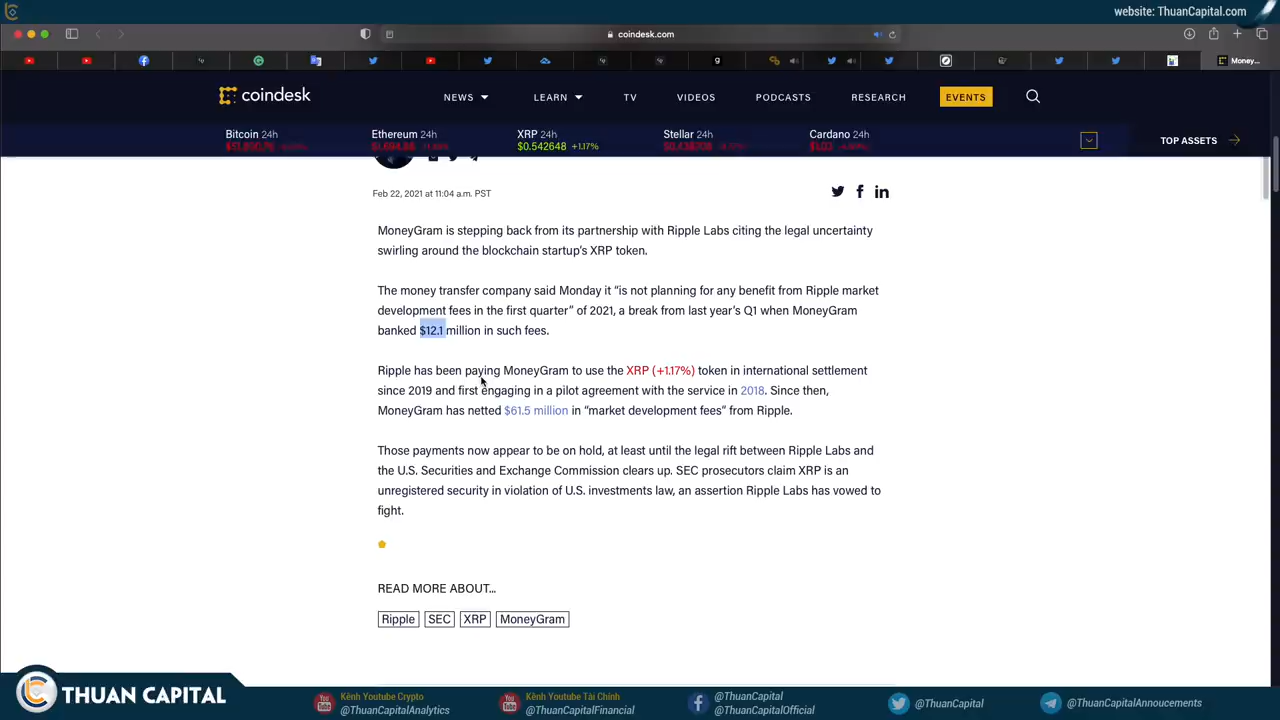 website: ThuanCapital.com
coindesk.com
Money...
coindesk
NEWS
LEARN
TV
VIDEOS
PODCASTS
RESEARCH
EVENTS
Bitcoin 24h
Ethereum 24h
XRP 24h
Stellar 24h
Cardano 24h
$0.542648 +1.17%
TOP ASSETS
Feb 22, 2021 at 11:04 a.m. PST
MoneyGram is stepping back from its partnership with Ripple Labs citing the legal uncertainty
swirling around the blockchain startup's XRP token.
The money transfer company said Monday it “is not planning for any benefit from Ripple market
development fees in the first quarter” of 2021, a break from last year's Q1 when MoneyGram
banked $12.1 million in such fees.
Ripple has been paying MoneyGram to use the XRP (+1.17%) token in international settlement
since 2019 and first engaging in a pilot agreement with the service in 2018. Since then,
MoneyGram has netted $61.5 million in “market development fees” from Ripple.
Those payments now appear to be on hold, at least until the legal rift between Ripple Labs and
the U.S. Securities and Exchange Commission clears up. SEC prosecutors claim XRP is an
unregistered security in violation of U.S. investments law, an assertion Ripple Labs has vowed to
fight.
READ MORE ABOUT...
Ripple
SEC
XRP
MoneyGram
THUAN CAPITAL
Kênh Youtube Crypto
@ThuanCapitalAnalytics
Kênh Youtube Tài Chính
@ThuanCapitalFinancial
@ThuanCapital
@ThuanCapitalOfficial
@ThuanCapital
@ThuanCapitalAnnoucements